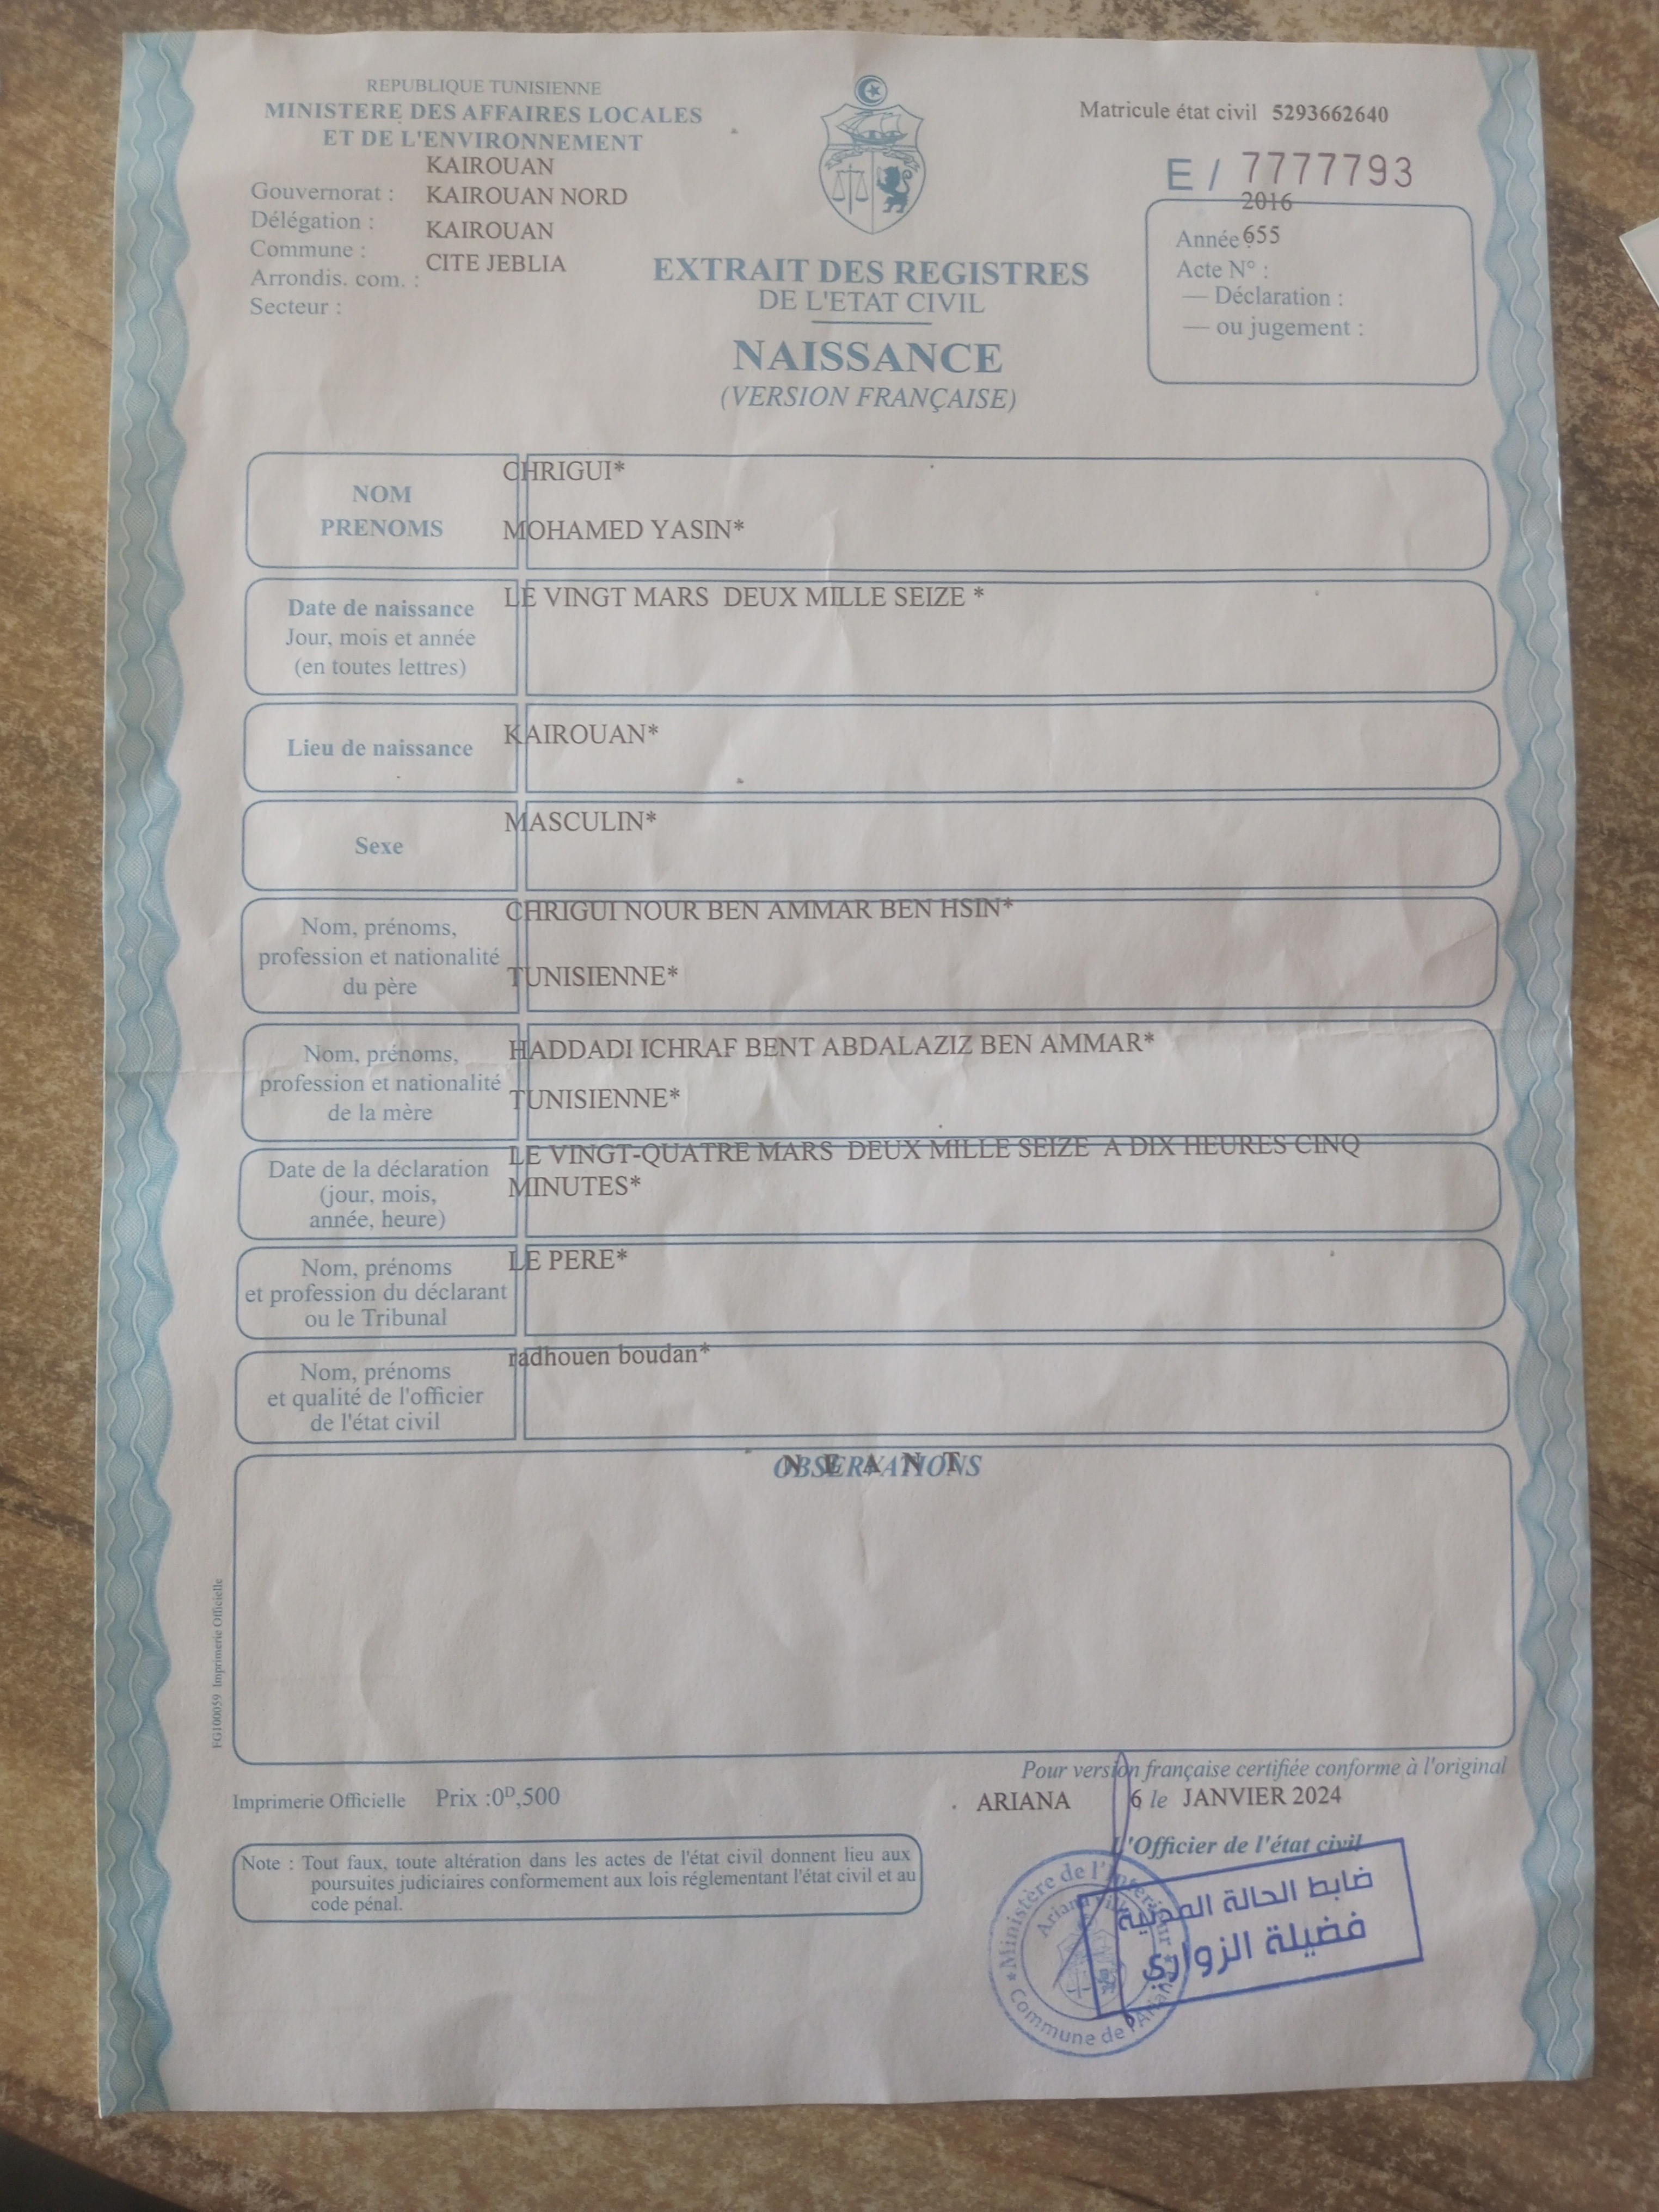 REPUBLIQUE TUNISIENNE
MINISTERE DES AFFAIRES LOCALES
ET DE L'ENVIRONNEMENT
KAIROUAN
Gouvernorat : KAIROUAN NORD
Délégation :
Commune : KAIROUAN
Arrondis. com. : CITE JEBLIA
Secteur :
Matricule état civil 5293662640
E / 7777793
2016
Année : 655
Acte N° :
— Déclaration :
— ou jugement :
EXTRAIT DES REGISTRES
DE L'ETAT CIVIL
NAISSANCE
(VERSION FRANÇAISE)
NOM
PRENOMS
CHRIGUI*
MOHAMED YASIN*
Date de naissance
Jour, mois et année
(en toutes lettres)
LE VINGT MARS DEUX MILLE SEIZE *
Lieu de naissance
KAIROUAN*
Sexe
MASCULIN*
Nom, prénoms,
profession et nationalité
du père
CHRIGUI NOUR BEN AMMAR BEN HSIN*
TUNISIENNE*
Nom, prénoms,
profession et nationalité
de la mère
HADDADI ICHRAF BENT ABDALAZIZ BEN AMMAR*
TUNISIENNE*
Date de la déclaration
(jour, mois,
année, heure)
LE VINGT-QUATRE MARS DEUX MILLE SEIZE A DIX HEURES CINQ
MINUTES*
Nom, prénoms
et profession du déclarant
ou le Tribunal
LE PERE*
Nom, prénoms
et qualité de l'officier
de l'état civil
radhouen boudan*
OBSERVATIONS
N E A N T
FG100059 Imprimerie Officielle
Pour version française certifiée conforme à l'original
Imprimerie Officielle Prix :0ᴰ,500
ARIANA 6 le JANVIER 2024
L'Officier de l'état civil
Note : Tout faux, toute altération dans les actes de l'état civil donnent lieu aux
poursuites judiciaires conformement aux lois réglementant l'état civil et au
code pénal.
ضابط الحالة المدنية
فضيلة الزواري
Ministère de l'Intérieur
Commune de l'Ariana